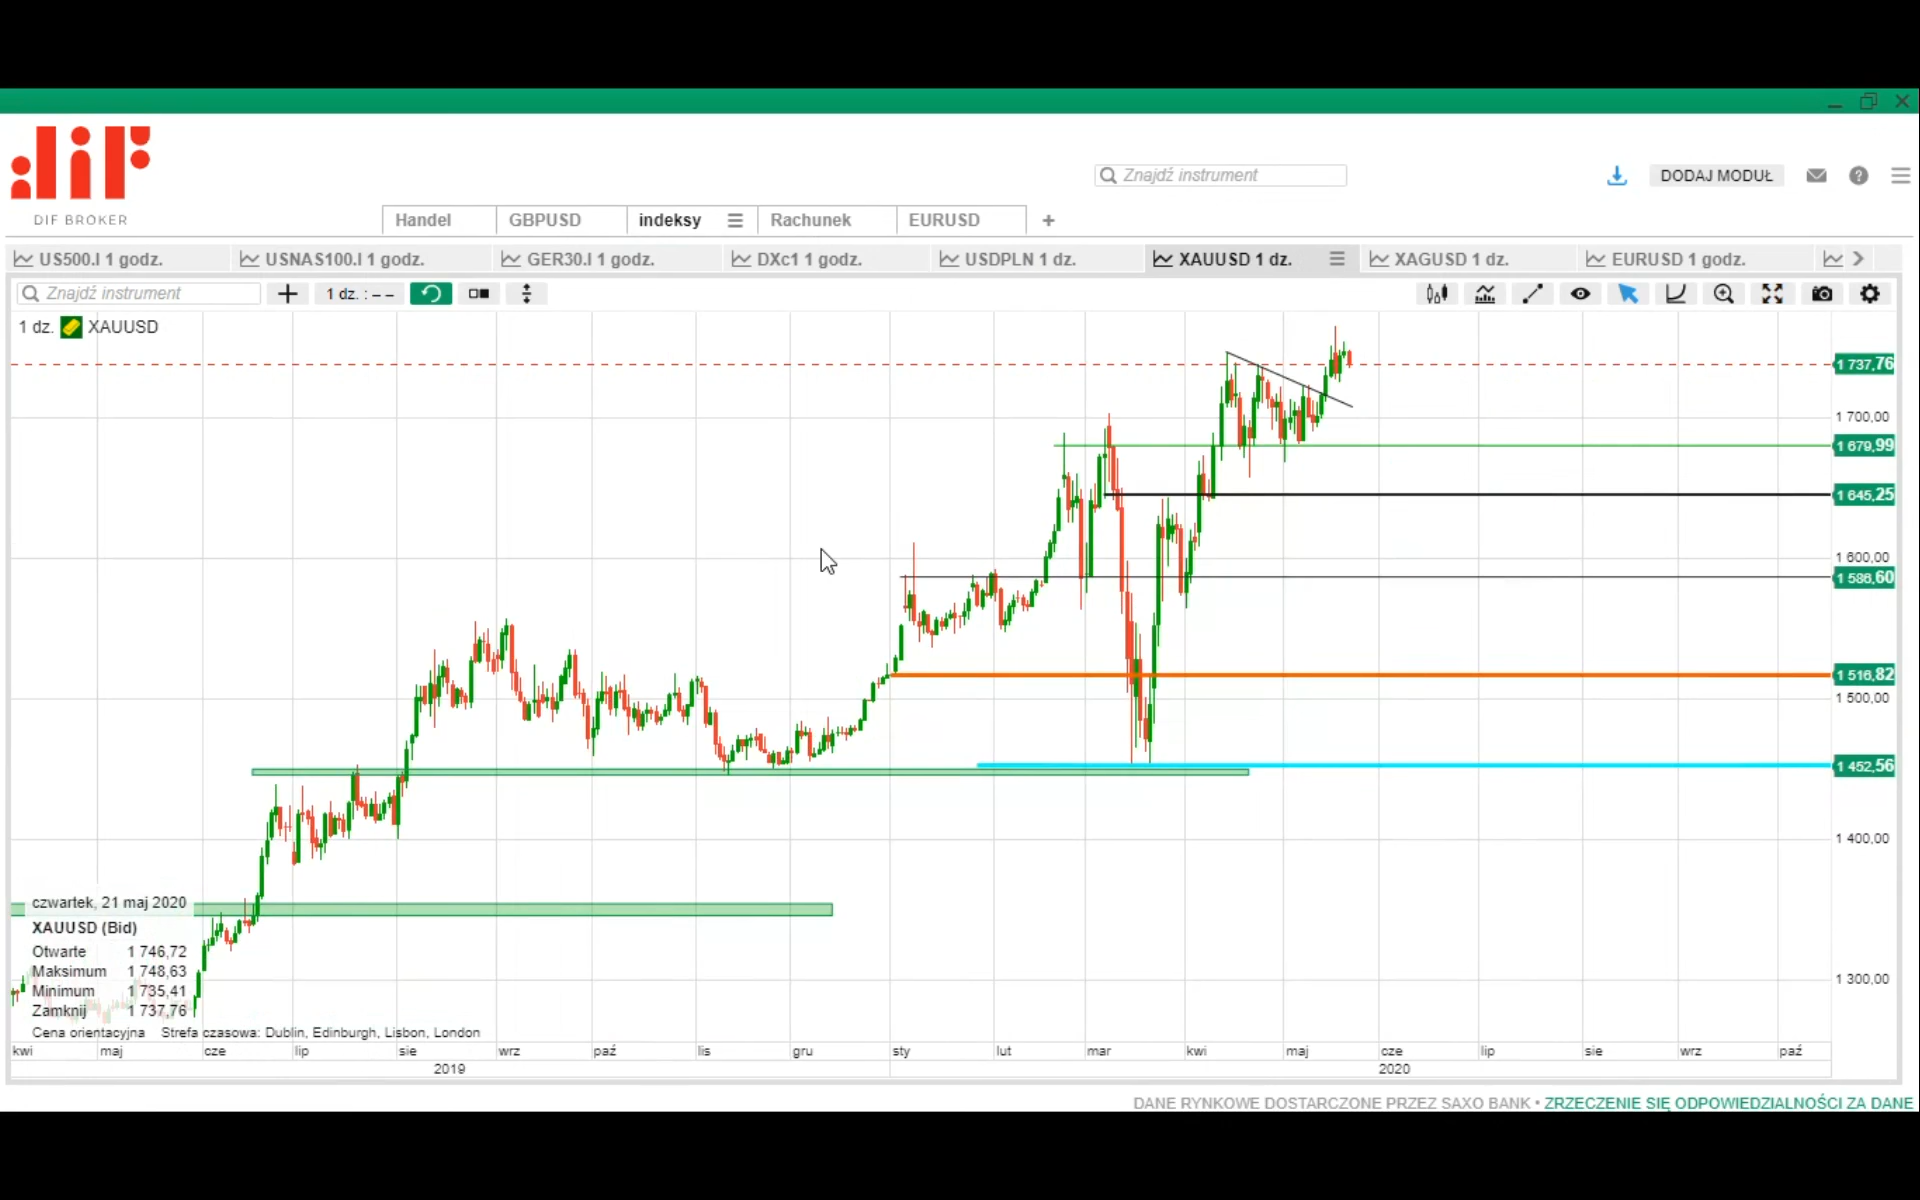 dif
DIF BROKER
Znajdź instrument
DODAJ MODUŁ
Handel GBPUSD indeksy Rachunek EURUSD +
US500.I 1 godz. USNAS100.I 1 godz. GER30.I 1 godz. DXc1 1 godz. USDPLN 1 dz. XAUUSD 1 dz. XAGUSD 1 dz. EURUSD 1 godz.
Znajdź instrument 1 dz. : – –
1 dz. XAUUSD
1 737,76
1 700,00
1 679,99
1 645,25
1 600,00
1 586,60
1 516,82
1 500,00
1 452,56
1 400,00
1 300,00
czwartek, 21 maj 2020
XAUUSD (Bid)
Otwarte 1 746,72
Maksimum 1 748,63
Minimum 1 735,41
Zamknij 1 737,76
Cena orientacyjna Strefa czasowa: Dublin, Edinburgh, Lisbon, London
kwi maj cze lip sie wrz paź lis gru sty lut mar kwi maj cze lip sie wrz paź
2019 2020
DANE RYNKOWE DOSTARCZONE PRZEZ SAXO BANK • ZRZECZENIE SIĘ ODPOWIEDZIALNOŚCI ZA DANE